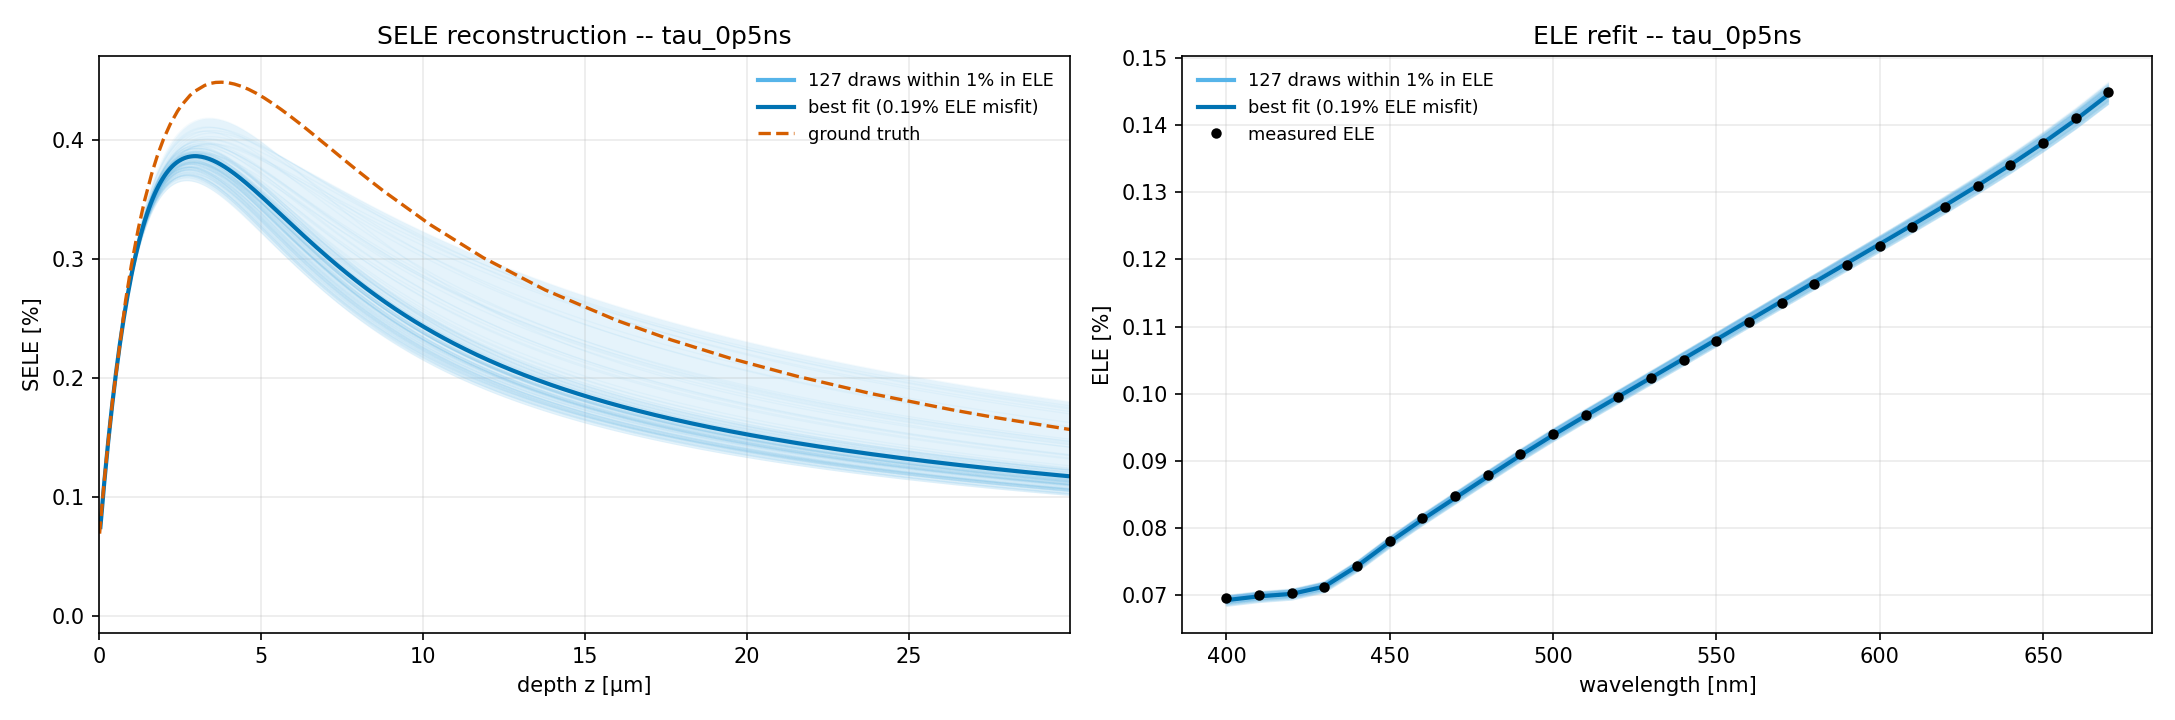 SELE reconstruction -- tau_0p5ns
SELE [%]
0.4
0.3
0.2
0.1
0.0
127 draws within 1% in ELE
best fit (0.19% ELE misfit)
ground truth
0 5 10 15 20 25
depth z [µm]
ELE refit -- tau_0p5ns
ELE [%]
0.15
0.14
0.13
0.12
0.11
0.10
0.09
0.08
0.07
127 draws within 1% in ELE
best fit (0.19% ELE misfit)
measured ELE
400 450 500 550 600 650
wavelength [nm]